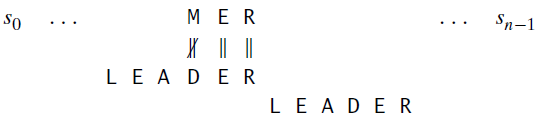 s₀ ... M E R ... sₙ₋₁
∦ ‖ ‖
L E A D E R
L E A D E R